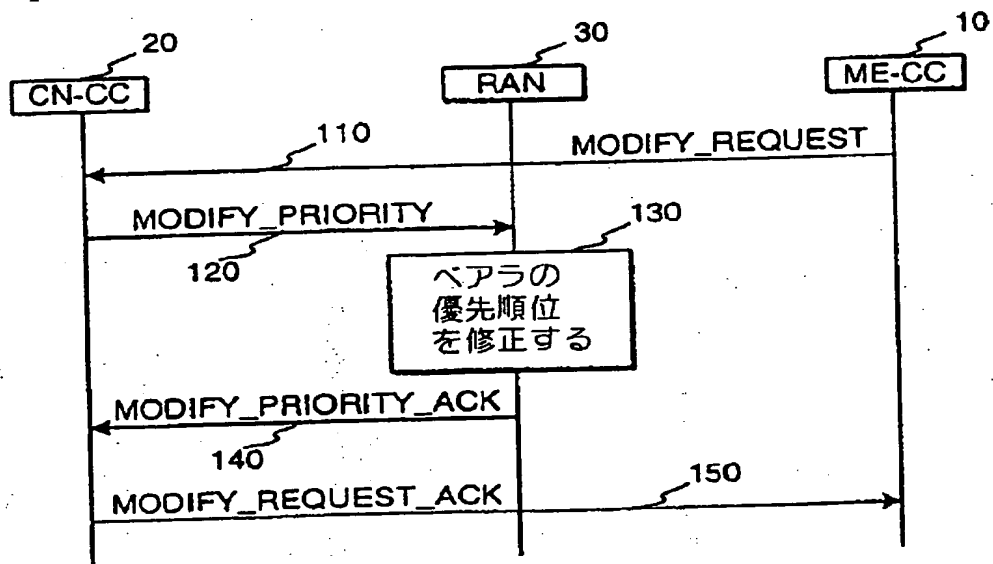 20
30
10
CN-CC
RAN
ME-CC
110
MODIFY_REQUEST
MODIFY_PRIORITY
120
130
ベアラの
優先順位
を修正する
MODIFY_PRIORITY_ACK
140
MODIFY_REQUEST_ACK
150